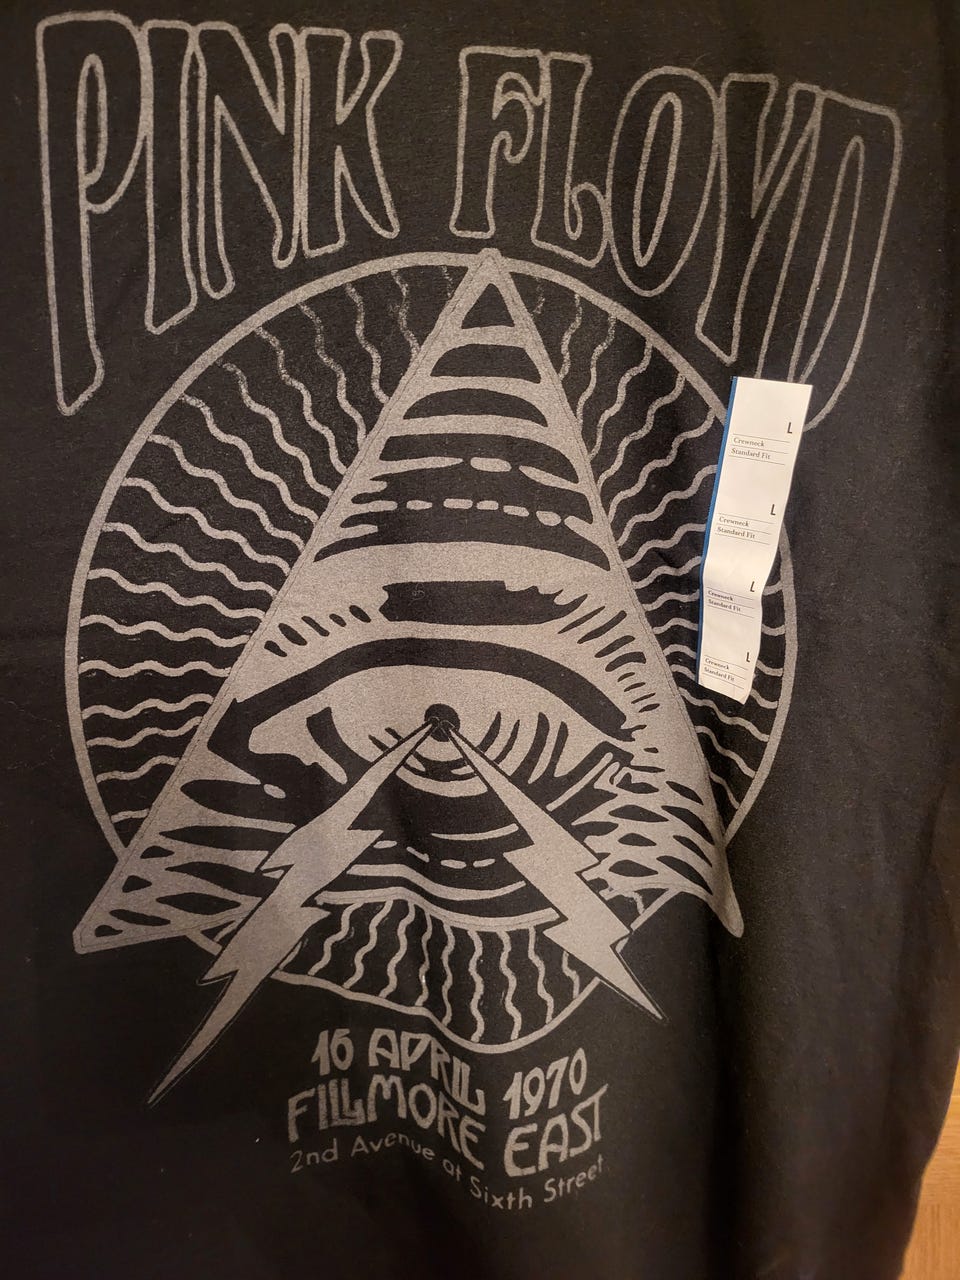 PINK FLOYD
L
Crewneck
Standard Fit
L
Crewneck
Standard Fit
L
Crewneck
Standard Fit
L
Crewneck
Standard Fit
16 APRIL 1970
FILLMORE EAST
2nd Avenue at Sixth Street